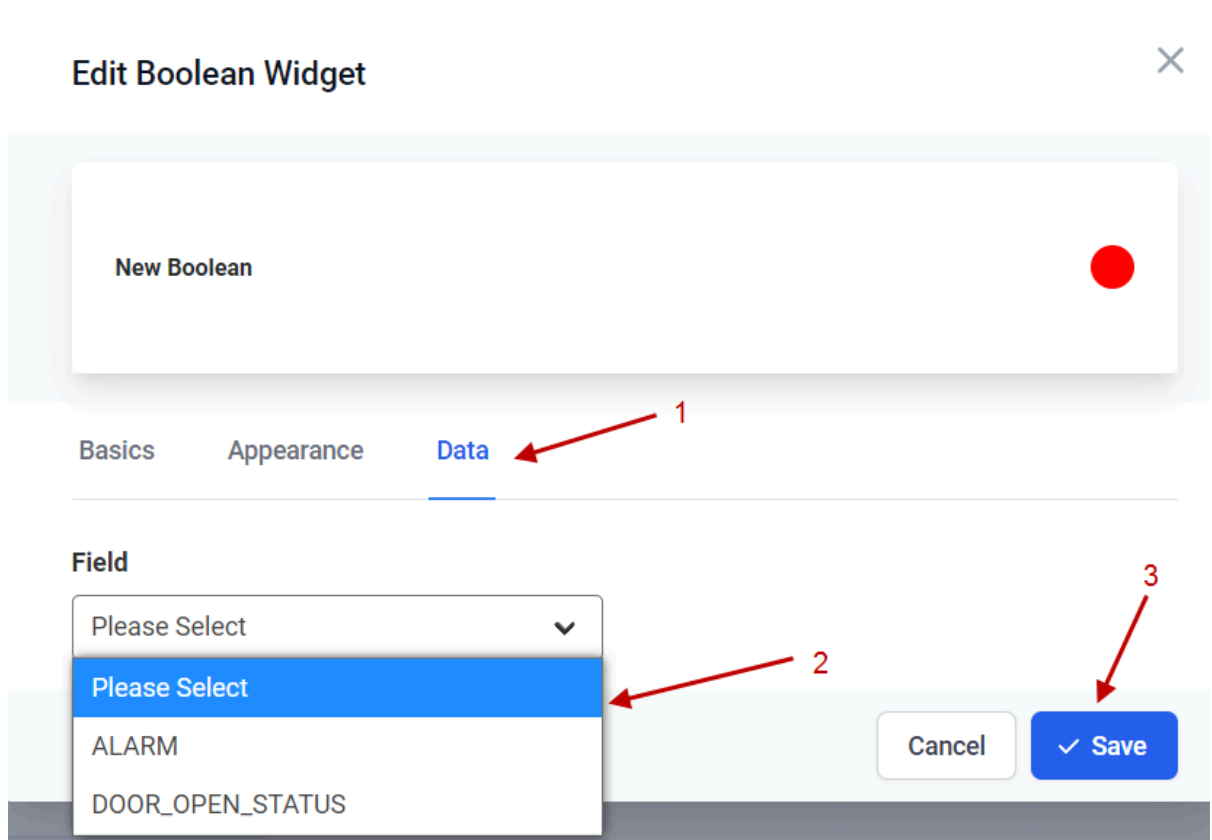 Edit Boolean Widget
New Boolean
1
Basics Appearance Data
Field
3
Please Select
2
Please Select
Cancel Save
ALARM
DOOR_OPEN_STATUS